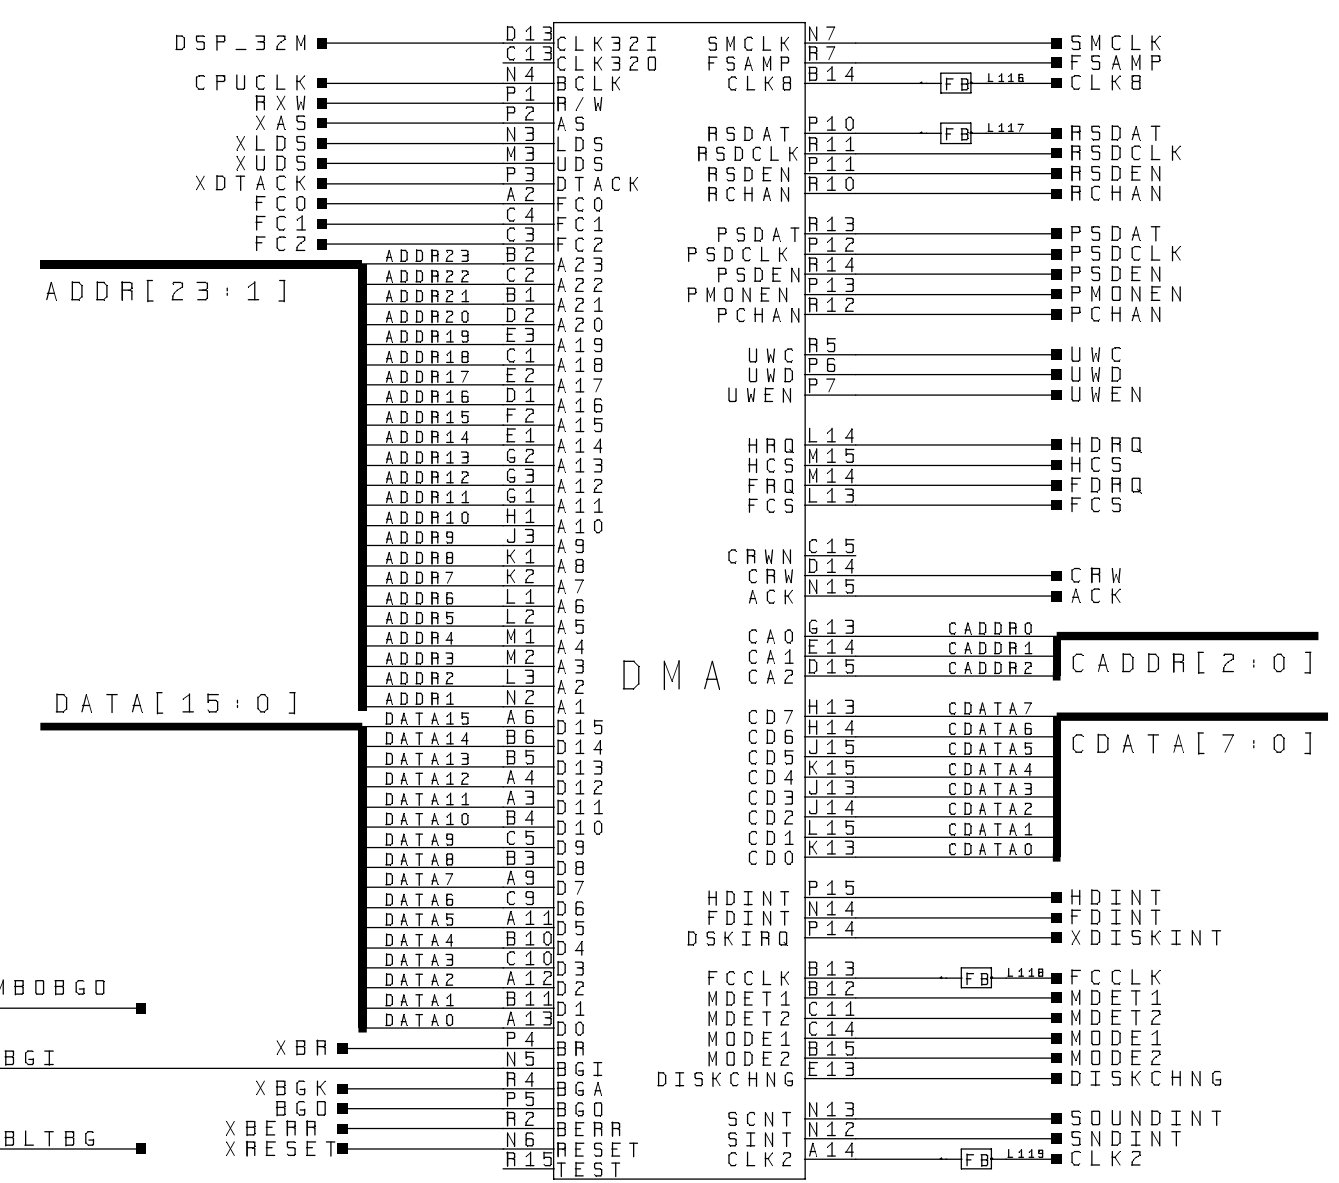 DSP_32M D13 CLK32I SMCLK N7 SMCLK
C13 CLK32O FSAMP R7 FSAMP
CPUCLK N4 BCLK CLK8 B14 FB L116 CLK8
RXW P1 R/W
XAS P2 AS RSDAT P10 FB L117 RSDAT
XLDS N3 LDS RSDCLK R11 RSDCLK
XUDS M3 UDS RSDEN P11 RSDEN
XDTACK P3 DTACK RCHAN R10 RCHAN
FC0 A2 FC0
FC1 C4 FC1 PSDAT R13 PSDAT
FC2 C3 FC2 PSDCLK P12 PSDCLK
ADDR23 B2 A23 PSDEN R14 PSDEN
ADDR[23:1] ADDR22 C2 A22 PMONEN P13 PMONEN
ADDR21 B1 A21 PCHAN R12 PCHAN
ADDR20 D2 A20
ADDR19 E3 A19 UWC R5 UWC
ADDR18 C1 A18 UWD P6 UWD
ADDR17 E2 A17 UWEN P7 UWEN
ADDR16 D1 A16
ADDR15 F2 A15
ADDR14 E1 A14 HRQ L14 HDRQ
ADDR13 G2 A13 HCS M15 HCS
ADDR12 G3 A12 FRQ M14 FDRQ
ADDR11 G1 A11 FCS L13 FCS
ADDR10 H1 A10
ADDR9 J3 A9 CRWN C15
ADDR8 K1 A8 CRW D14 CRW
ADDR7 K2 A7 ACK N15 ACK
ADDR6 L1 A6
ADDR5 L2 A5 CA0 G13 CADDR0
ADDR4 M1 A4 CA1 E14 CADDR1
ADDR3 M2 A3 DMA CA2 D15 CADDR2 CADDR[2:0]
ADDR2 L3 A2
DATA[15:0] ADDR1 N2 A1 CD7 H13 CDATA7
DATA15 A6 D15 CD6 H14 CDATA6
DATA14 B6 D14 CD5 J15 CDATA5 CDATA[7:0]
DATA13 B5 D13 CD4 K15 CDATA4
DATA12 A4 D12 CD3 J13 CDATA3
DATA11 A3 D11 CD2 J14 CDATA2
DATA10 B4 D10 CD1 L15 CDATA1
DATA9 C5 D9 CD0 K13 CDATA0
DATA8 B3 D8
DATA7 A9 D7 HDINT P15 HDINT
DATA6 C9 D6 FDINT N14 FDINT
DATA5 A11 D5 DSKIRQ P14 XDISKINT
DATA4 B10 D4
DATA3 C10 D3 FCCLK B13 FB L118 FCCLK
MBOBGO DATA2 A12 D2 MDET1 B12 MDET1
DATA1 B11 D1 MDET2 C11 MDET2
DATA0 A13 D0 MODE1 C14 MODE1
XBR P4 BR MODE2 B15 MODE2
BGI N5 BGI DISKCHNG E13 DISKCHNG
XBGK R4 BGA
BGO P5 BGO SCNT N13 SOUNDINT
XBERR R2 BERR SINT N12 SNDINT
BLTBG XRESET N6 RESET CLK2 A14 FB L119 CLK2
R15 TEST